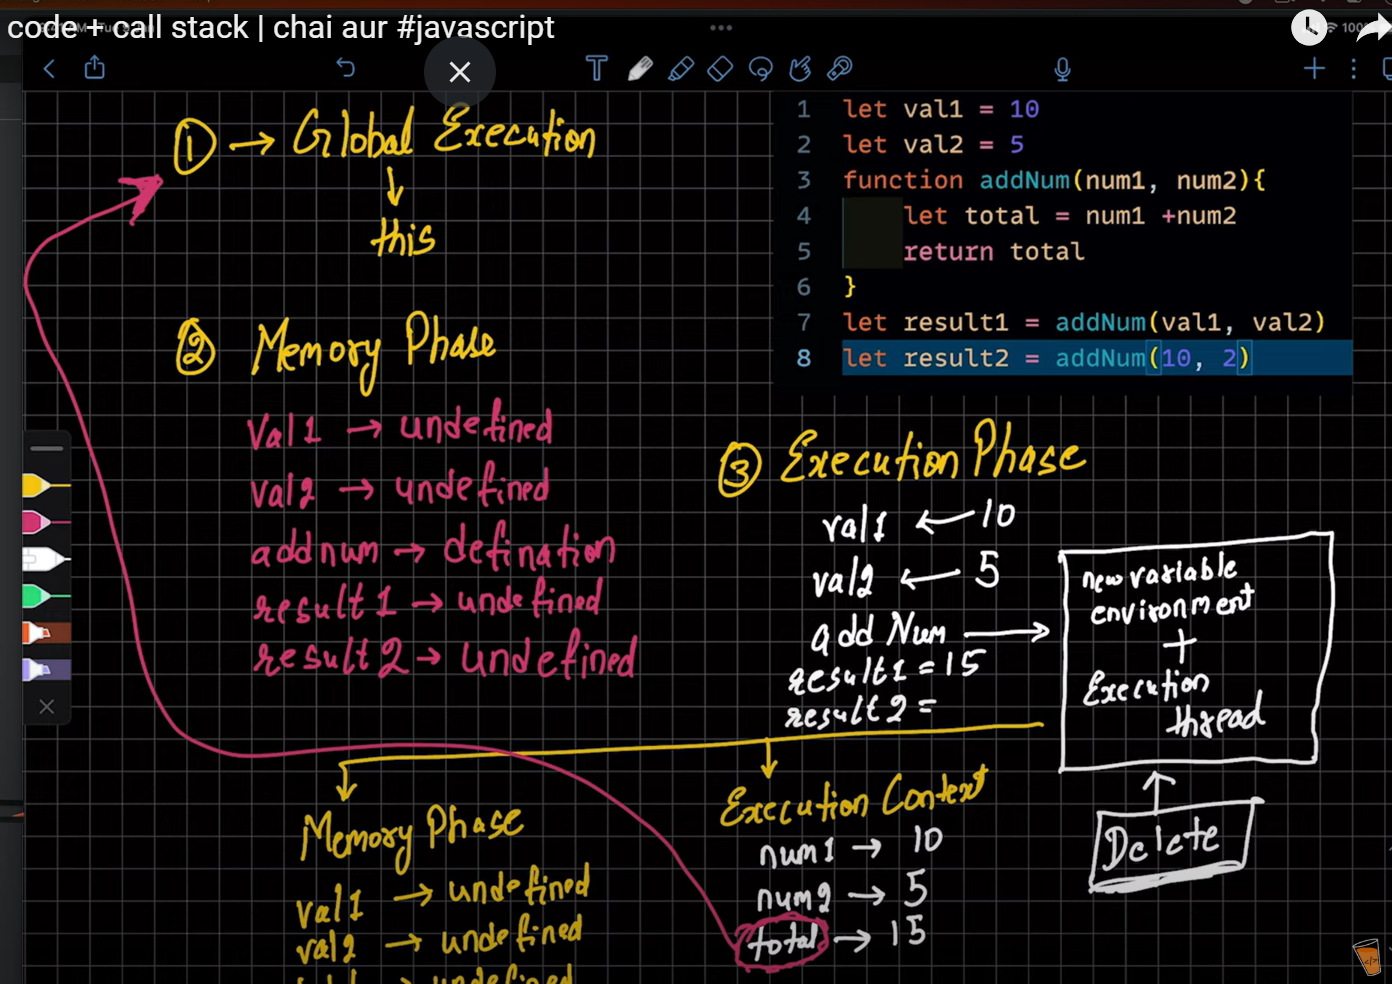 code + call stack | chai aur #javascript
1 → Global Execution
↓
this
1 let val1 = 10
2 let val2 = 5
3 function addNum(num1, num2){
4 let total = num1 +num2
5 return total
6 }
7 let result1 = addNum(val1, val2)
8 let result2 = addNum(10, 2)
2 Memory Phase
val1 → undefined
val2 → undefined
addnum → defination
result1 → undefined
result2 → undefined
3 Execution Phase
val1 ← 10
val2 ← 5
addNum →
result1 = 15
result2 =
new variable
environment
+
Execution
thread
Delete
Memory Phase
val1 → undefined
val2 → undefined
Execution Context
num1 → 10
num2 → 5
total → 15